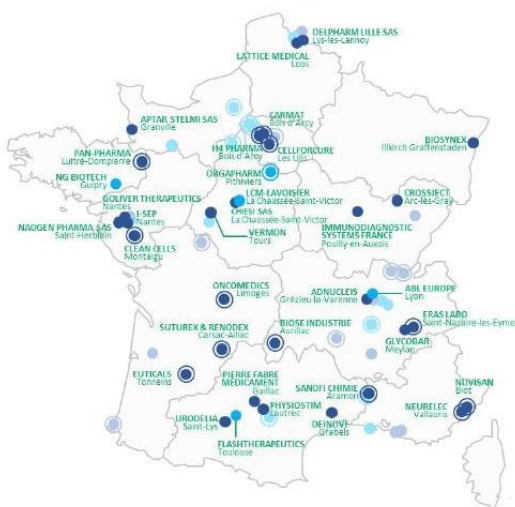 DELPHARM LILLE SAS
Lys-les-Lannoy
LATTICE MEDICAL
Loos
APTAR STELMI SAS
Granville
CARMAT
Bois d'Arcy
H4 PHARMA
Bois d'Arcy
CELLFORCURE
Les Ulis
BIOSYNEX
Illkirch Graffenstaden
PAN-PHARMA
Luitré-Dompierre
ORGAPHARM
Pithiviers
NG BIOTECH
Guipry
GOLIVER THERAPEUTICS
Nantes
LCM-LAVOISIER
La Chaussée-Saint-Victor
CROSSJECT
Arc-lès-Gray
I-SEP
Nantes
CHIESI SAS
La Chaussée-Saint-Victor
NAOGEN PHARMA SAS
Saint-Herblain
VERMON
Tours
IMMUNODIAGNOSTIC
SYSTEMS FRANCE
Pouilly-en-Auxois
CLEAN CELLS
Montaigu
ONCOMEDICS
Limoges
ADNUCLEIS
Grézieu-la-Varenne
ABL EUROPE
Lyon
ERAS LABO
Saint-Nazaire-les-Eyme
SUTUREX & RENODEX
Carsac-Aillac
BIOSE INDUSTRIE
Aurillac
GLYCOBAR
Meylan
EUTICALS
Tonneins
PIERRE FABRE
MEDICAMENT
Gaillac
SANOFI CHIMIE
Aramon
NUVISAN
Biot
PHYSIOSTIM
Lautrec
NEURELEC
Vallauris
URODELIA
Saint-Lys
DEINOVE
Grabels
FLASHTHERAPEUTICS
Toulouse